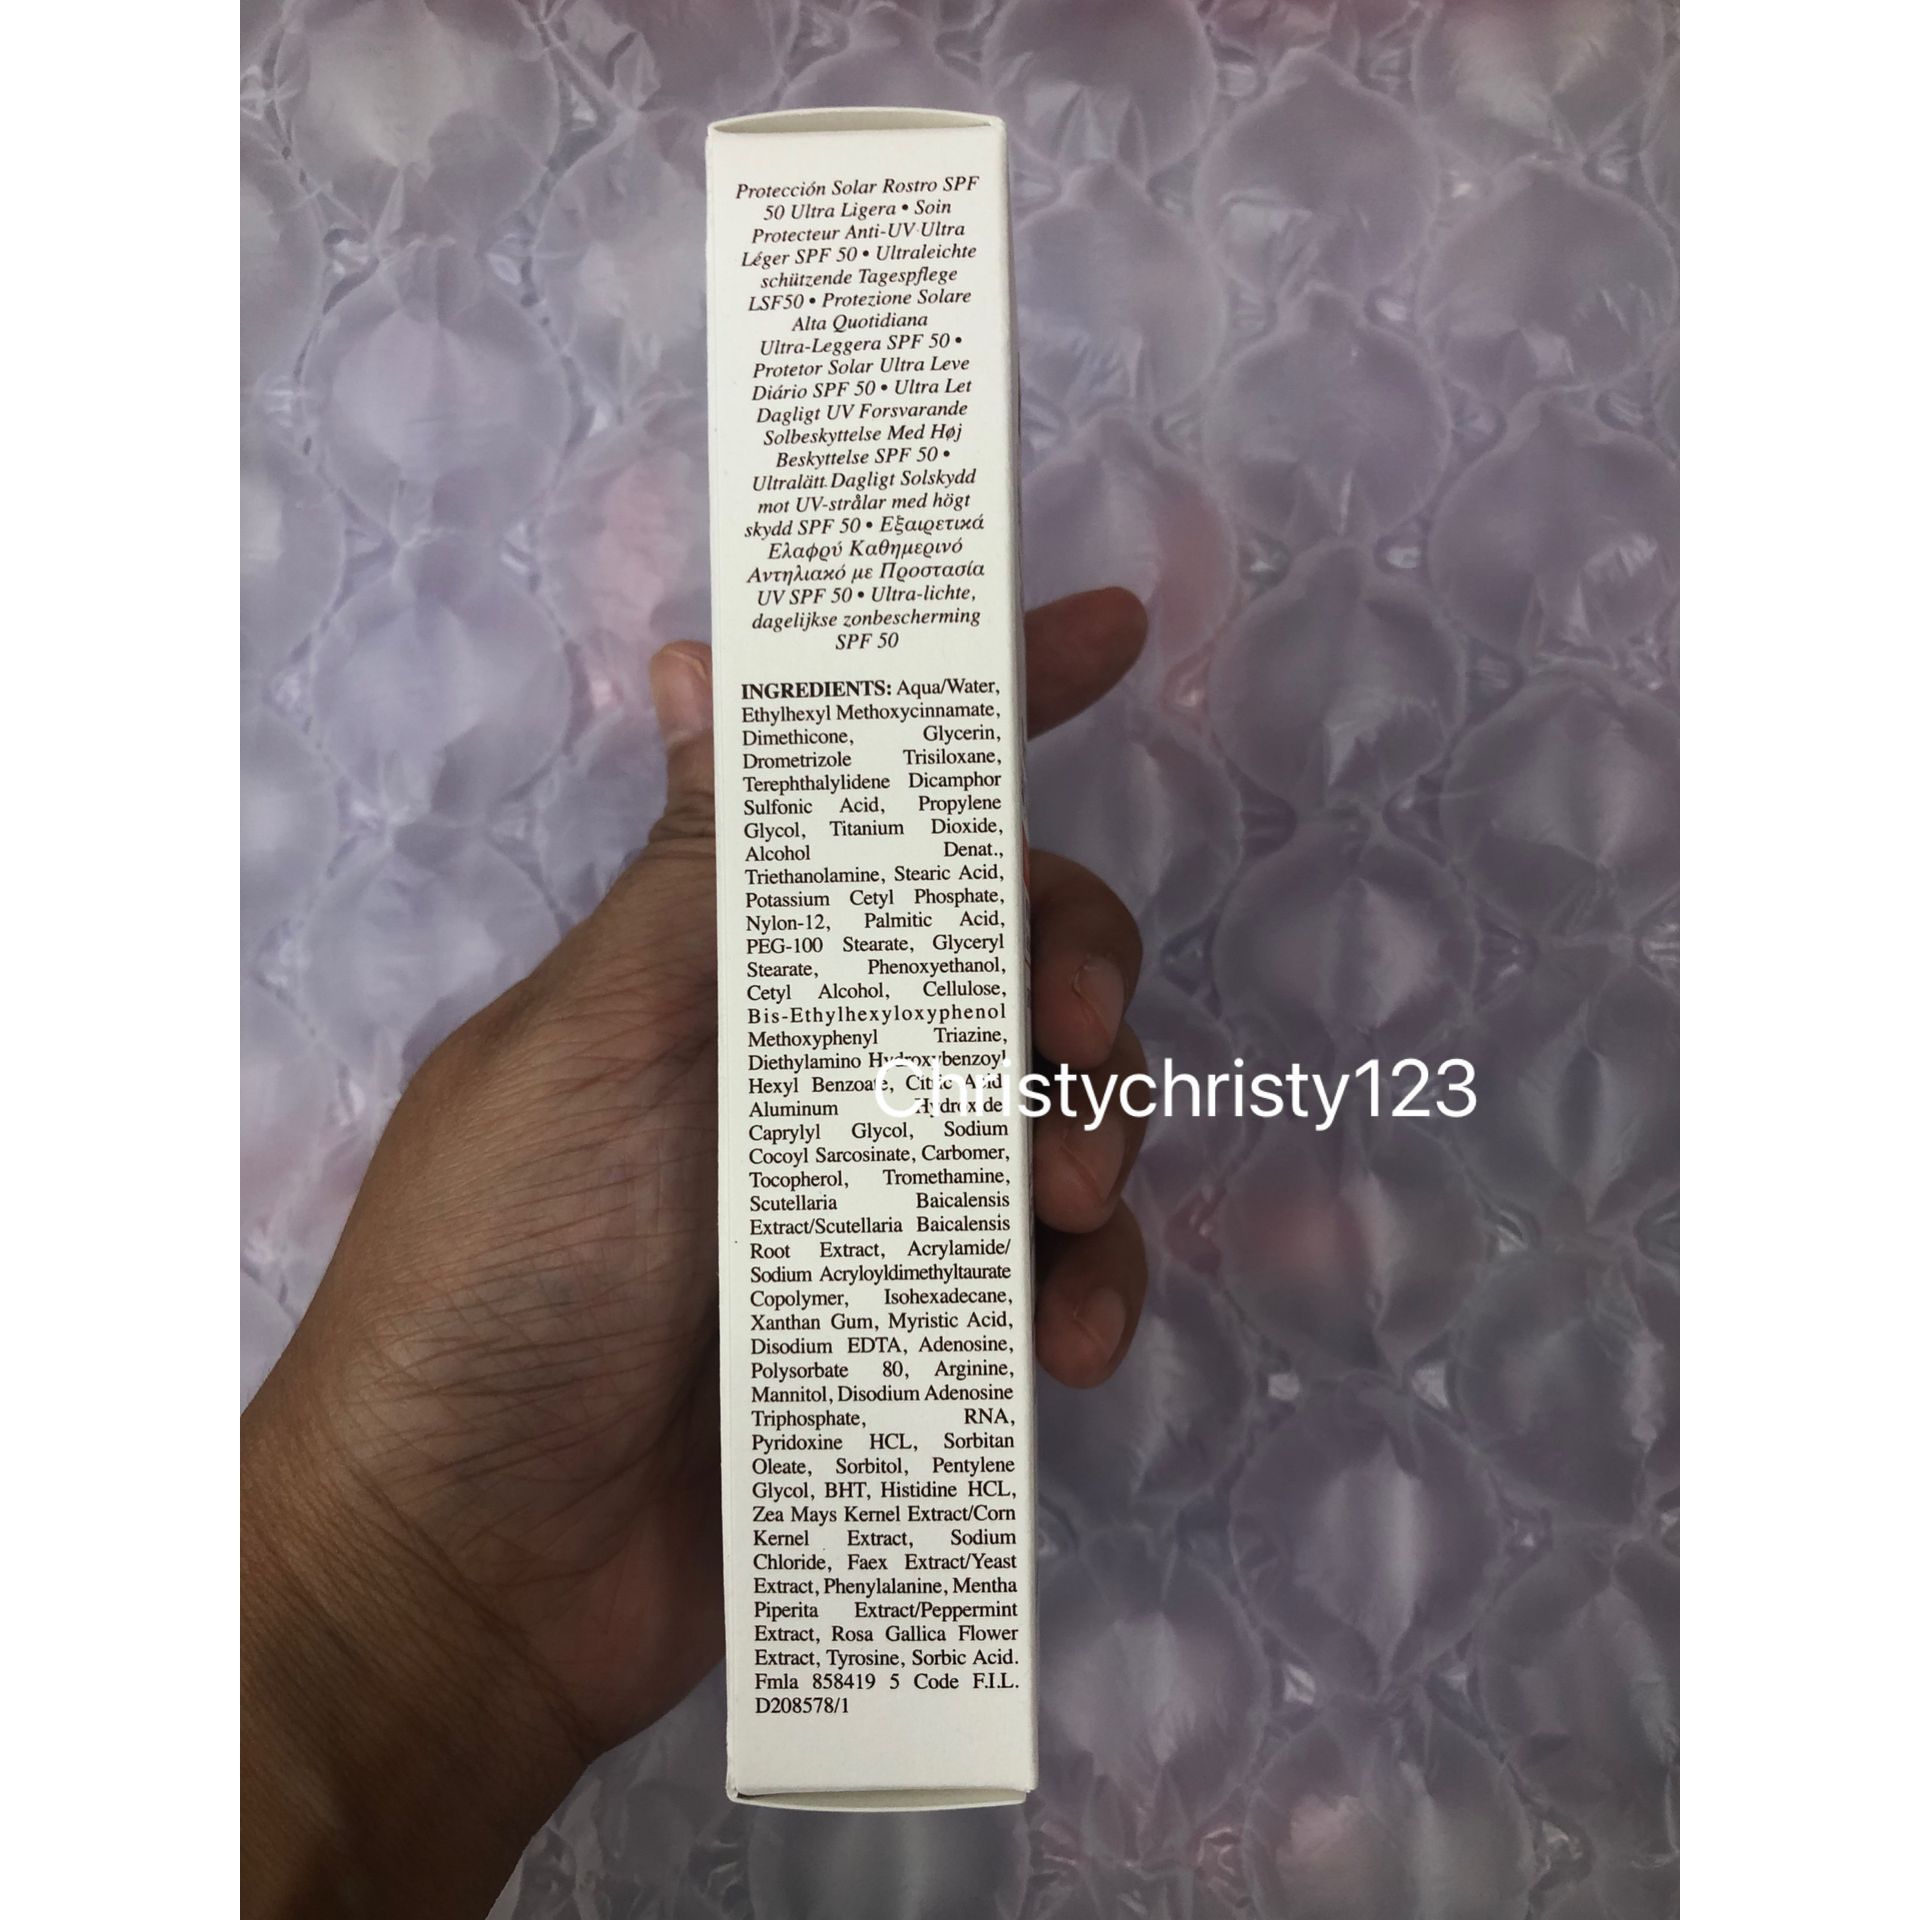 Protección Solar Rostro SPF
50 Ultra Ligera • Soin
Protecteur Anti-UV Ultra
Léger SPF 50 • Ultraleichte
schützende Tagespflege
LSF50 • Protezione Solare
Alta Quotidiana
Ultra-Leggera SPF 50 •
Protetor Solar Ultra Leve
Diário SPF 50 • Ultra Let
Dagligt UV Forsvarande
Solbeskyttelse Med Høj
Beskyttelse SPF 50 •
Ultralätt Dagligt Solskydd
mot UV-strålar med högt
skydd SPF 50 • Εξαιρετικά
Ελαφρύ Καθημερινό
Αντηλιακό με Προστασία
UV SPF 50 • Ultra-lichte,
dagelijkse zonbescherming
SPF 50
INGREDIENTS: Aqua/Water,
Ethylhexyl Methoxycinnamate,
Dimethicone, Glycerin,
Drometrizole Trisiloxane,
Terephthalylidene Dicamphor
Sulfonic Acid, Propylene
Glycol, Titanium Dioxide,
Alcohol Denat.,
Triethanolamine, Stearic Acid,
Potassium Cetyl Phosphate,
Nylon-12, Palmitic Acid,
PEG-100 Stearate, Glyceryl
Stearate, Phenoxyethanol,
Cetyl Alcohol, Cellulose,
Bis-Ethylhexyloxyphenol
Methoxyphenyl Triazine,
Diethylamino Hydroxybenzoyl
Hexyl Benzoate, Citric Acid
Aluminum Hydroxide
Caprylyl Glycol, Sodium
Cocoyl Sarcosinate, Carbomer,
Tocopherol, Tromethamine,
Scutellaria Baicalensis
Extract/Scutellaria Baicalensis
Root Extract, Acrylamide/
Sodium Acryloyldimethyltaurate
Copolymer, Isohexadecane,
Xanthan Gum, Myristic Acid,
Disodium EDTA, Adenosine,
Polysorbate 80, Arginine,
Mannitol, Disodium Adenosine
Triphosphate, RNA,
Pyridoxine HCL, Sorbitan
Oleate, Sorbitol, Pentylene
Glycol, BHT, Histidine HCL,
Zea Mays Kernel Extract/Corn
Kernel Extract, Sodium
Chloride, Faex Extract/Yeast
Extract, Phenylalanine, Mentha
Piperita Extract/Peppermint
Extract, Rosa Gallica Flower
Extract, Tyrosine, Sorbic Acid.
Fmla 858419 5 Code F.I.L.
D208578/1
Christychristy123